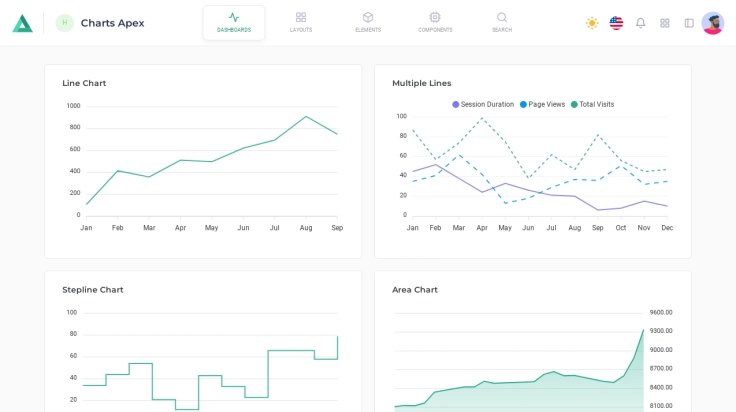 H Charts Apex
DASHBOARDS LAYOUTS ELEMENTS COMPONENTS SEARCH
Line Chart
1000
800
600
400
200
0
Jan Feb Mar Apr May Jun Jul Aug Sep
Multiple Lines
Session Duration Page Views Total Visits
100
80
60
40
20
0
Jan Feb Mar Apr May Jun Jul Aug Sep Oct Nov Dec
Stepline Chart
100
80
60
40
20
Area Chart
9600.00
9300.00
9000.00
8700.00
8400.00
8100.00